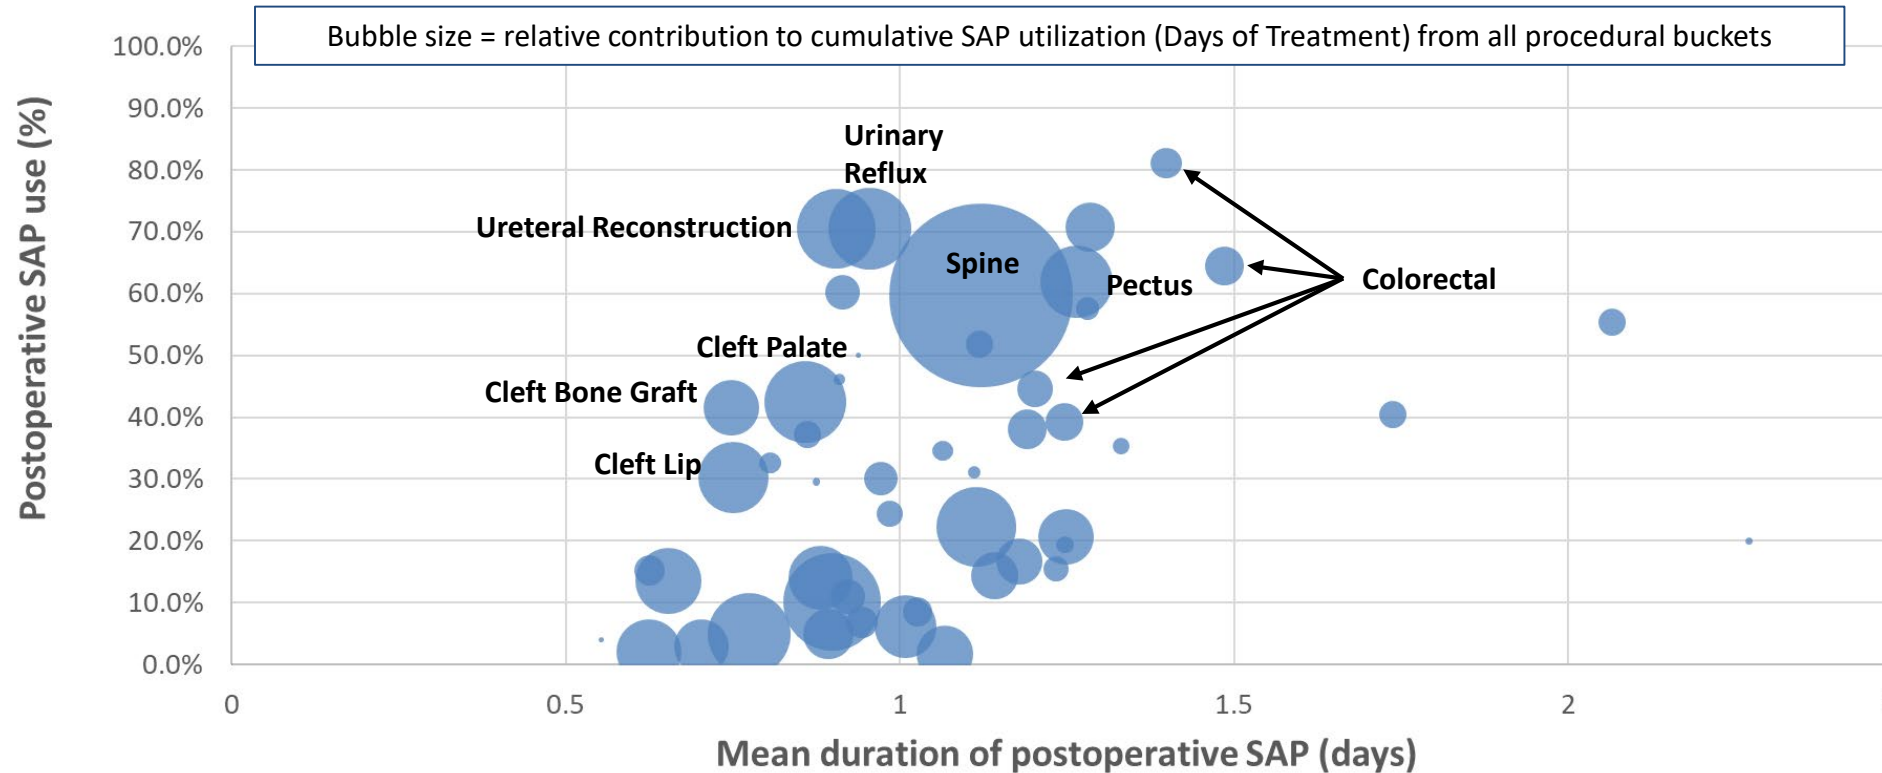 Bubble size = relative contribution to cumulative SAP utilization (Days of Treatment) from all procedural buckets
Postoperative SAP use (%)
100.0%
90.0%
80.0%
70.0%
60.0%
50.0%
40.0%
30.0%
20.0%
10.0%
0.0%
Urinary
Reflux
Ureteral Reconstruction
Spine
Pectus
Colorectal
Cleft Palate
Cleft Bone Graft
Cleft Lip
0
0.5
1
1.5
2
Mean duration of postoperative SAP (days)